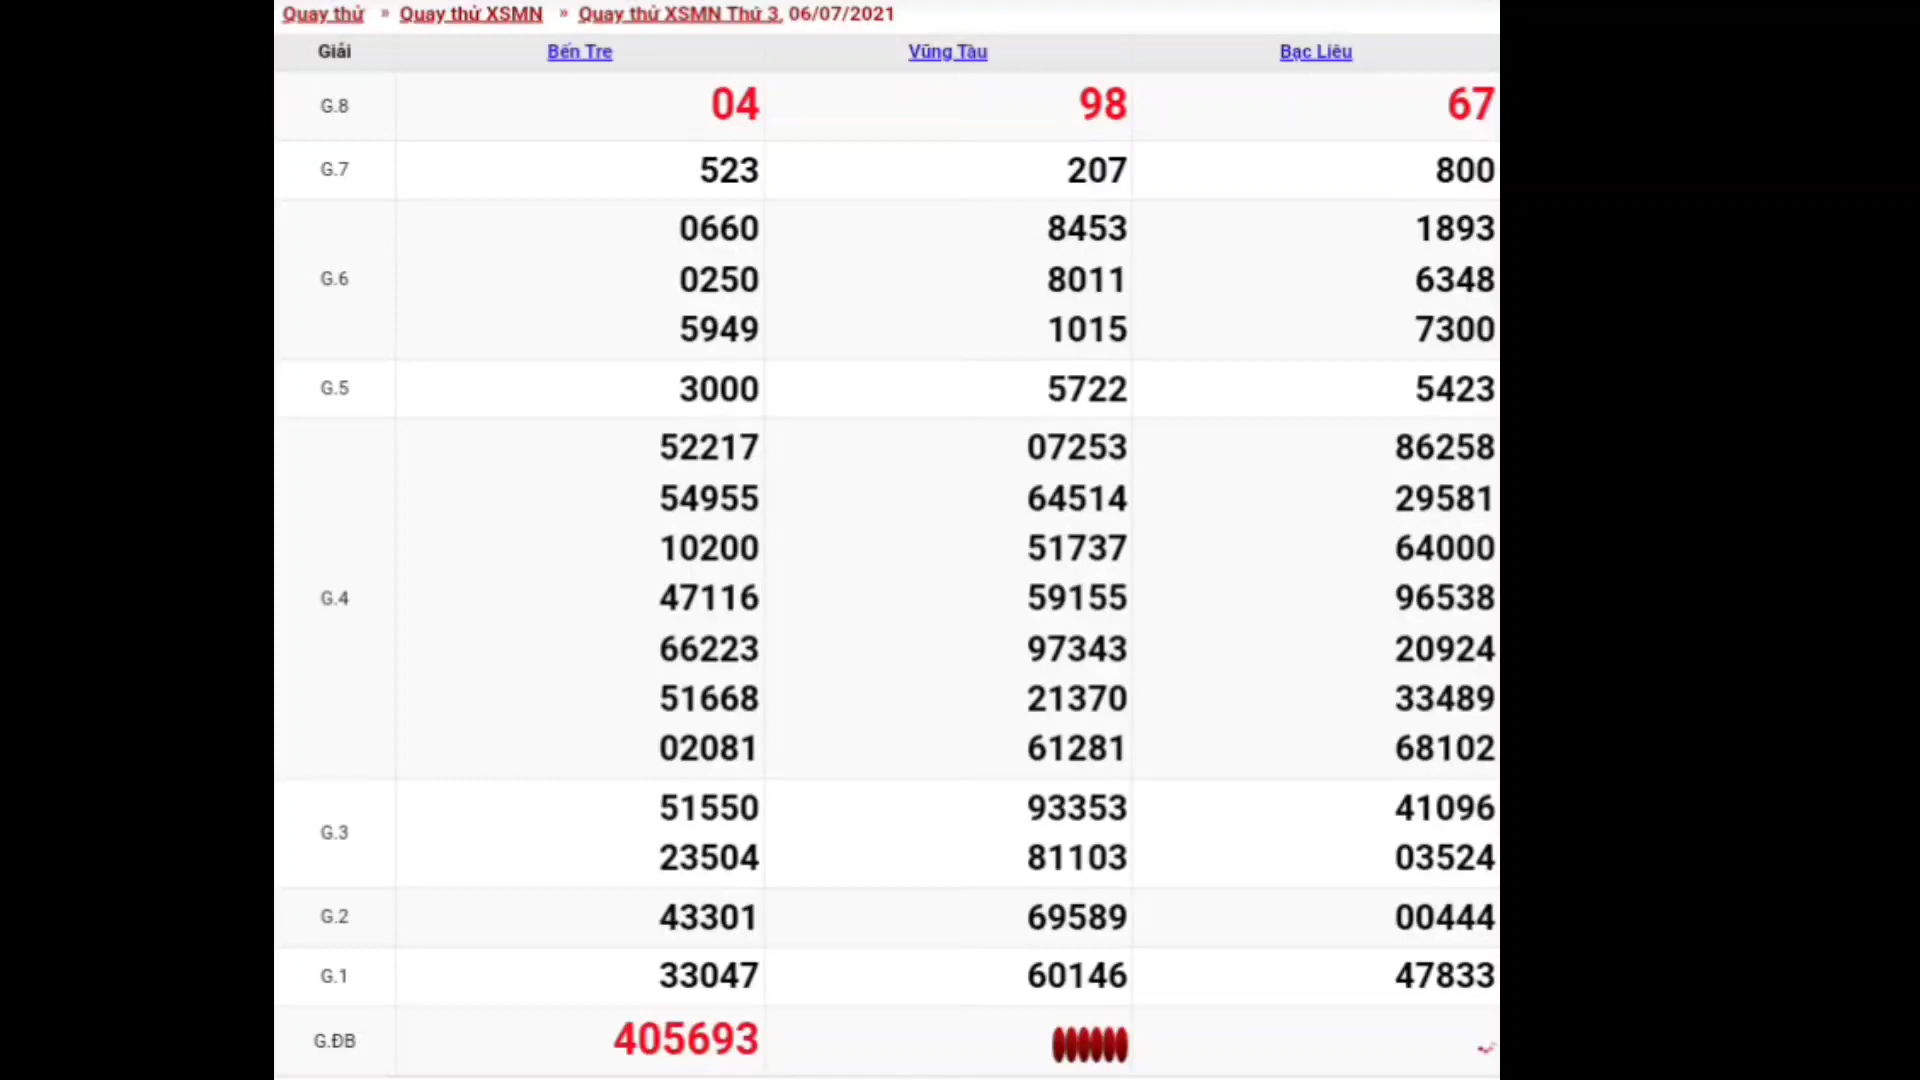 Quay thử » Quay thử XSMN » Quay thử XSMN Thứ 3, 06/07/2021
Giải Bến Tre Vũng Tàu Bạc Liêu
G.8 04 98 67
G.7 523 207 800
0660 8453 1893
G.6 0250 8011 6348
5949 1015 7300
G.5 3000 5722 5423
52217 07253 86258
54955 64514 29581
10200 51737 64000
G.4 47116 59155 96538
66223 97343 20924
51668 21370 33489
02081 61281 68102
G.3 51550 93353 41096
23504 81103 03524
G.2 43301 69589 00444
G.1 33047 60146 47833
G.ĐB 405693